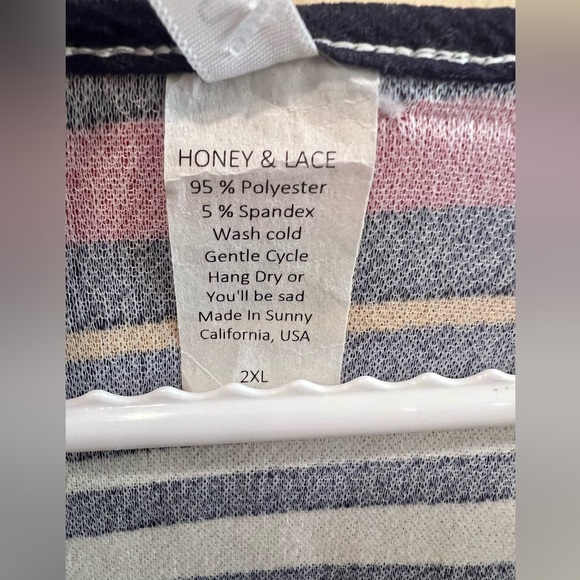 HONEY & LACE
95 % Polyester
5 % Spandex
Wash cold
Gentle Cycle
Hang Dry or
You'll be sad
Made In Sunny
California, USA
2XL